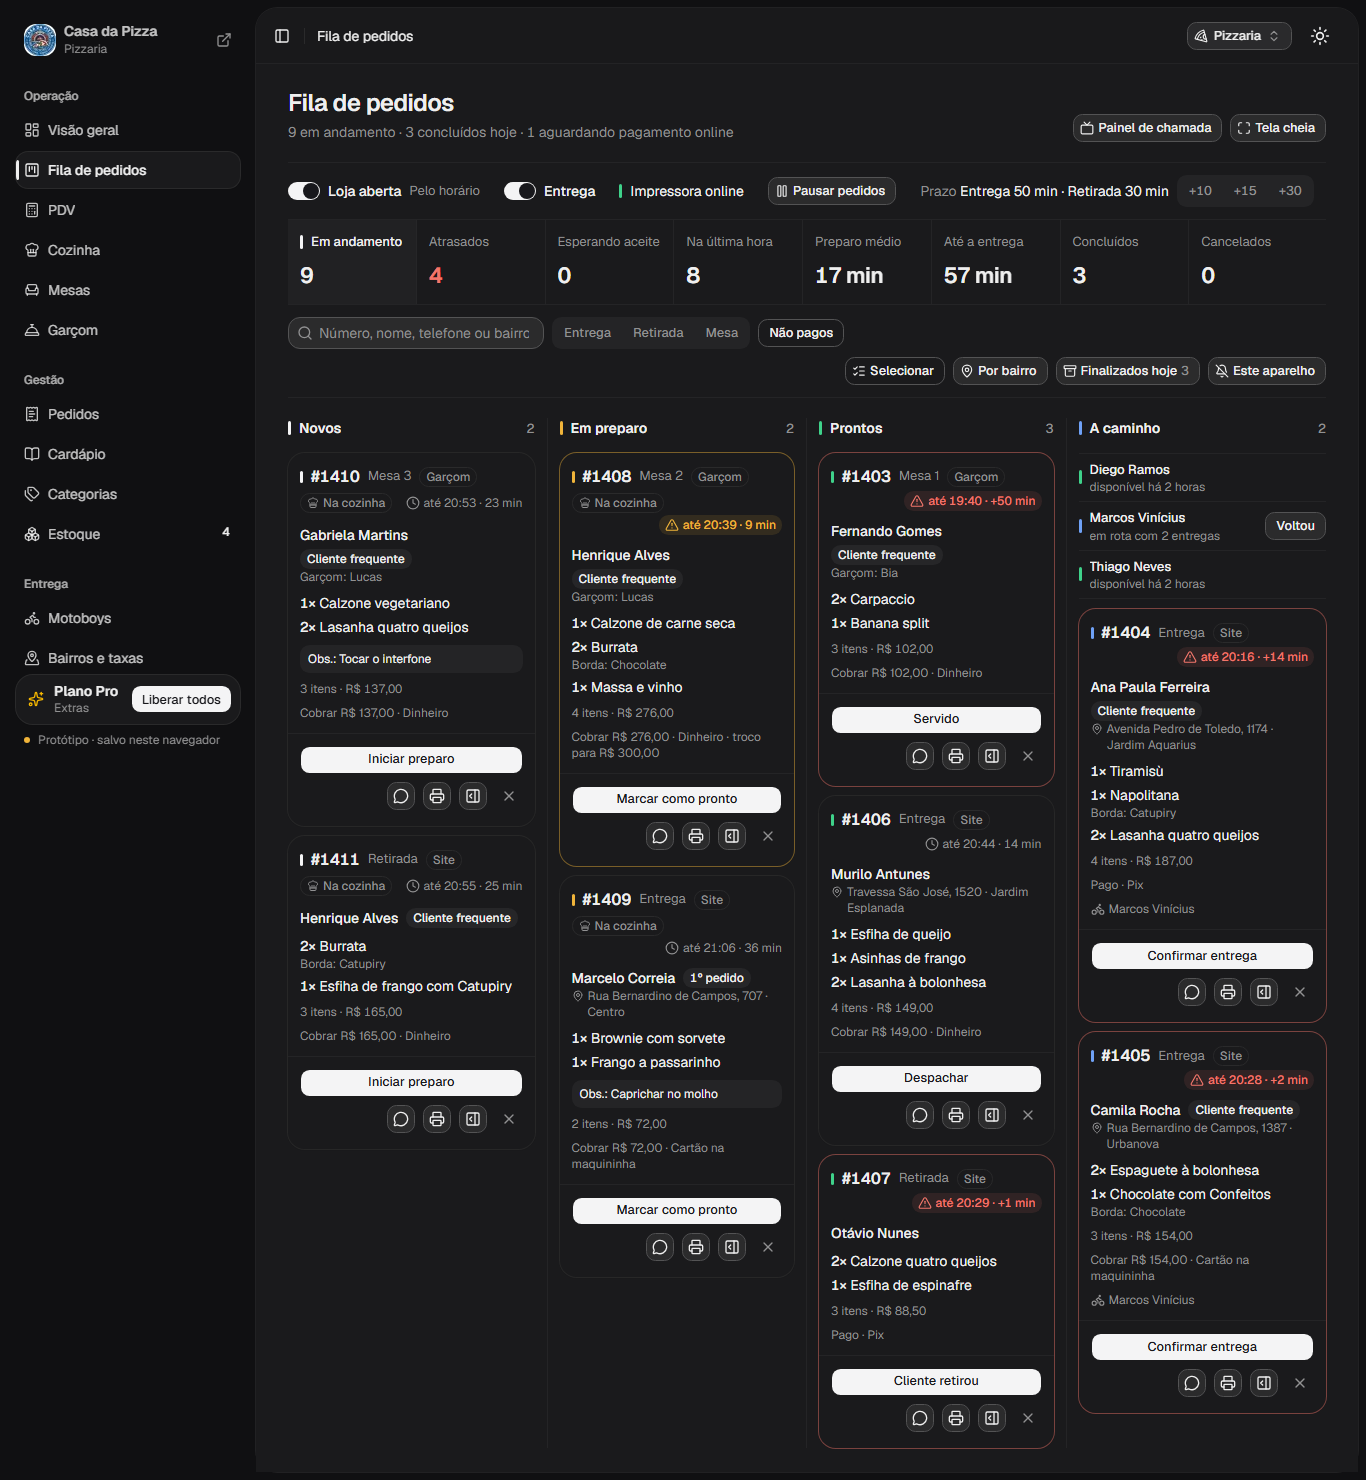 Casa da Pizza
Pizzaria
Operação
Visão geral
Fila de pedidos
PDV
Cozinha
Mesas
Garçom
Gestão
Pedidos
Cardápio
Categorias
Estoque 4
Entrega
Motoboys
Bairros e taxas
Plano Pro
Extras
Liberar todos
Protótipo · salvo neste navegador
Fila de pedidos
Pizzaria
Fila de pedidos
9 em andamento · 3 concluídos hoje · 1 aguardando pagamento online
Painel de chamada
Tela cheia
Loja aberta Pelo horário
Entrega
Impressora online
Pausar pedidos
Prazo Entrega 50 min · Retirada 30 min
+10 +15 +30
Em andamento
9
Atrasados
4
Esperando aceite
0
Na última hora
8
Preparo médio
17 min
Até a entrega
57 min
Concluídos
3
Cancelados
0
Número, nome, telefone ou bairro
Entrega Retirada Mesa
Não pagos
Selecionar
Por bairro
Finalizados hoje 3
Este aparelho
Novos 2
#1410 Mesa 3 Garçom
Na cozinha até 20:53 · 23 min
Gabriela Martins
Cliente frequente
Garçom: Lucas
1× Calzone vegetariano
2× Lasanha quatro queijos
Obs.: Tocar o interfone
3 itens · R$ 137,00
Cobrar R$ 137,00 · Dinheiro
Iniciar preparo
#1411 Retirada Site
Na cozinha até 20:55 · 25 min
Henrique Alves Cliente frequente
2× Burrata
Borda: Catupiry
1× Esfiha de frango com Catupiry
3 itens · R$ 165,00
Cobrar R$ 165,00 · Dinheiro
Iniciar preparo
Em preparo 2
#1408 Mesa 2 Garçom
Na cozinha
até 20:39 · 9 min
Henrique Alves
Cliente frequente
Garçom: Lucas
1× Calzone de carne seca
2× Burrata
Borda: Chocolate
1× Massa e vinho
4 itens · R$ 276,00
Cobrar R$ 276,00 · Dinheiro · troco
para R$ 300,00
Marcar como pronto
#1409 Entrega Site
Na cozinha
até 21:06 · 36 min
Marcelo Correia 1º pedido
Rua Bernardino de Campos, 707 ·
Centro
1× Brownie com sorvete
1× Frango a passarinho
Obs.: Caprichar no molho
2 itens · R$ 72,00
Cobrar R$ 72,00 · Cartão na
maquininha
Marcar como pronto
Prontos 3
#1403 Mesa 1 Garçom
até 19:40 · +50 min
Fernando Gomes
Cliente frequente
Garçom: Bia
2× Carpaccio
1× Banana split
3 itens · R$ 102,00
Cobrar R$ 102,00 · Dinheiro
Servido
#1406 Entrega Site
até 20:44 · 14 min
Murilo Antunes
Travessa São José, 1520 · Jardim
Esplanada
1× Esfiha de queijo
1× Asinhas de frango
2× Lasanha à bolonhesa
4 itens · R$ 149,00
Cobrar R$ 149,00 · Dinheiro
Despachar
#1407 Retirada Site
até 20:29 · +1 min
Otávio Nunes
2× Calzone quatro queijos
1× Esfiha de espinafre
3 itens · R$ 88,50
Pago · Pix
Cliente retirou
A caminho 2
Diego Ramos
disponível há 2 horas
Marcos Vinícius
em rota com 2 entregas
Voltou
Thiago Neves
disponível há 2 horas
#1404 Entrega Site
até 20:16 · +14 min
Ana Paula Ferreira
Cliente frequente
Avenida Pedro de Toledo, 1174 ·
Jardim Aquarius
1× Tiramisù
1× Napolitana
Borda: Catupiry
2× Lasanha quatro queijos
4 itens · R$ 187,00
Pago · Pix
Marcos Vinícius
Confirmar entrega
#1405 Entrega Site
até 20:28 · +2 min
Camila Rocha Cliente frequente
Rua Bernardino de Campos, 1387 ·
Urbanova
2× Espaguete à bolonhesa
1× Chocolate com Confeitos
Borda: Chocolate
3 itens · R$ 154,00
Cobrar R$ 154,00 · Cartão na
maquininha
Marcos Vinícius
Confirmar entrega